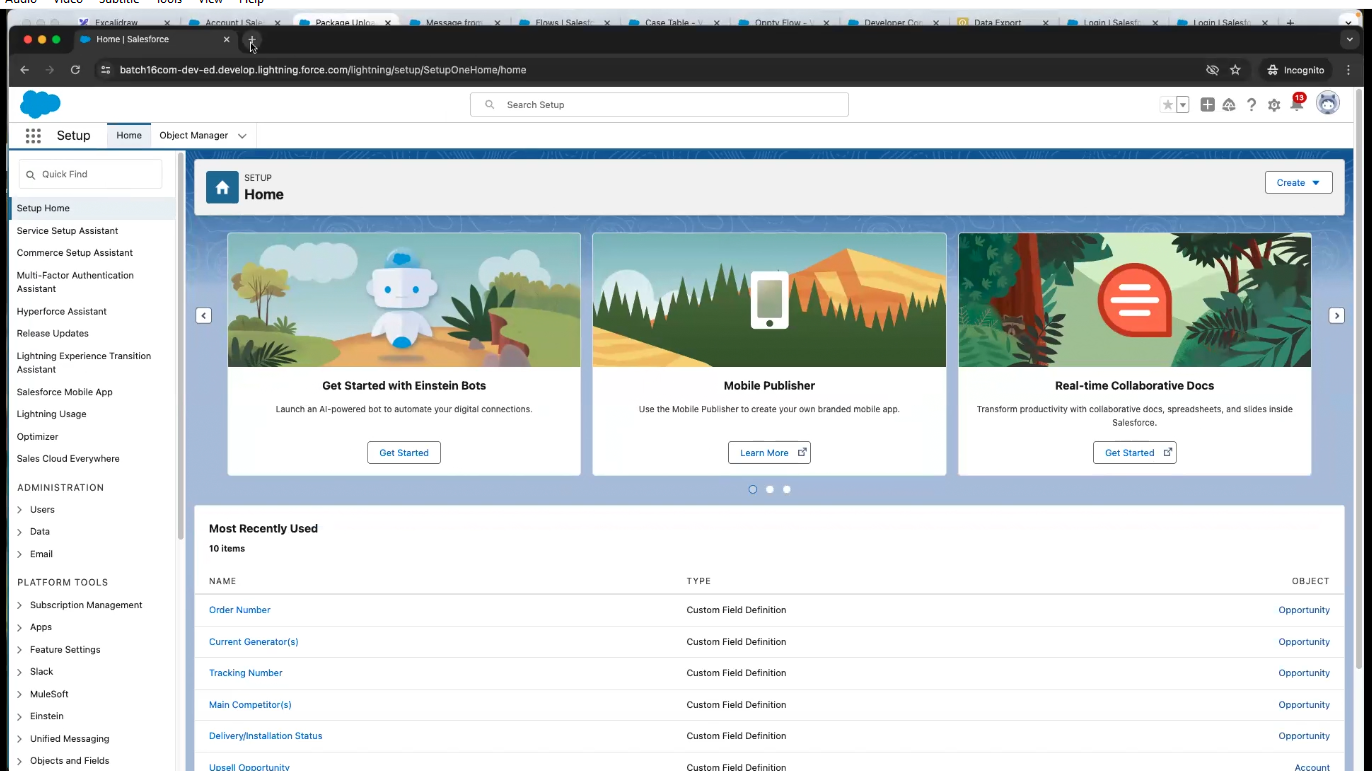 Audio Video Subtitle Tools View Help
Excalidraw Account | Sale Package Uploa Message from Flows | Salesf Case Table - Oppty Flow - Developer Co Data Export Login | Salesf Login | Salesf
Home | Salesforce
batch16com-dev-ed.develop.lightning.force.com/lightning/setup/SetupOneHome/home
Incognito
Search Setup
13
Setup Home Object Manager
Quick Find
SETUP
Home
Create
Setup Home
Service Setup Assistant
Commerce Setup Assistant
Multi-Factor Authentication
Assistant
Hyperforce Assistant
Release Updates
Lightning Experience Transition
Assistant
Salesforce Mobile App
Lightning Usage
Optimizer
Sales Cloud Everywhere
ADMINISTRATION
Users
Data
Email
PLATFORM TOOLS
Subscription Management
Apps
Feature Settings
Slack
MuleSoft
Einstein
Unified Messaging
Objects and Fields
Get Started with Einstein Bots
Launch an AI-powered bot to automate your digital connections.
Get Started
Mobile Publisher
Use the Mobile Publisher to create your own branded mobile app.
Learn More
Real-time Collaborative Docs
Transform productivity with collaborative docs, spreadsheets, and slides inside
Salesforce.
Get Started
Most Recently Used
10 items
NAME TYPE OBJECT
Order Number Custom Field Definition Opportunity
Current Generator(s) Custom Field Definition Opportunity
Tracking Number Custom Field Definition Opportunity
Main Competitor(s) Custom Field Definition Opportunity
Delivery/Installation Status Custom Field Definition Opportunity
Upsell Opportunity Custom Field Definition Account